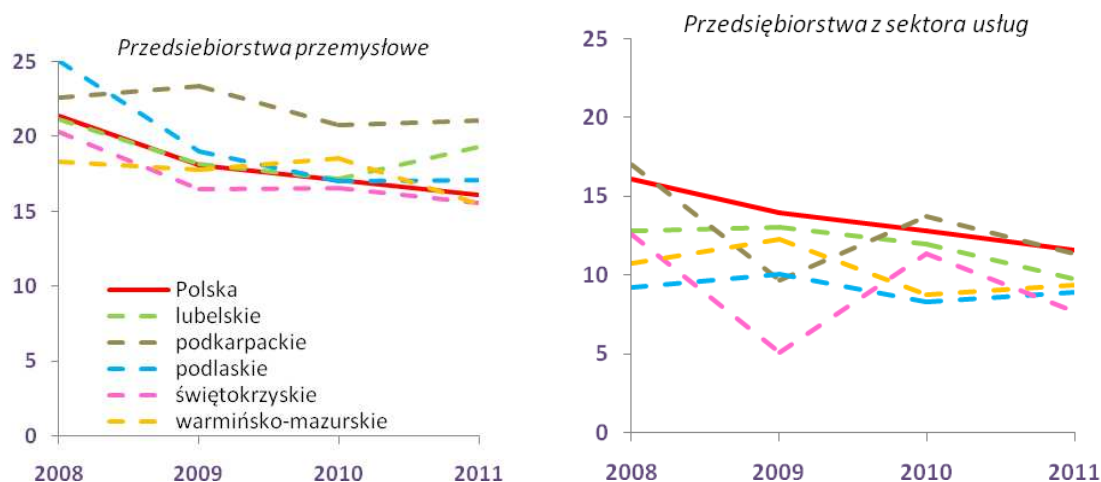 Przedsiebiorstwa przemysłowe
25
20
15
10
5
0
2008 2009 2010 2011
Polska
lubelskie
podkarpackie
podlaskie
świętokrzyskie
warmińsko-mazurskie
Przedsiębiorstwa z sektora usług
25
20
15
10
5
0
2008 2009 2010 2011